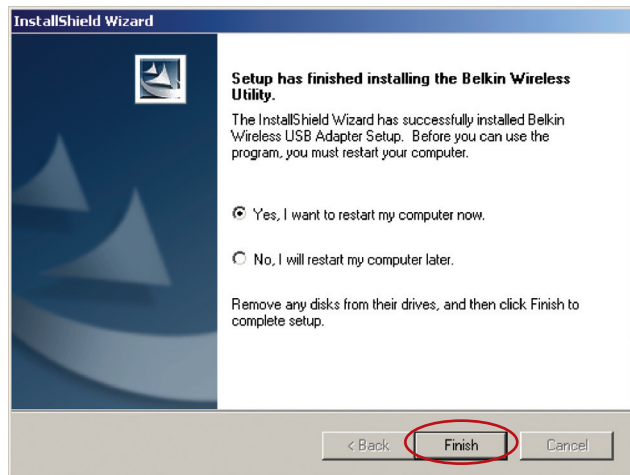 InstallShield Wizard
Setup has finished installing the Belkin Wireless
Utility.
The InstallShield Wizard has successfully installed Belkin
Wireless USB Adapter Setup. Before you can use the
program, you must restart your computer.
Yes, I want to restart my computer now.
No, I will restart my computer later.
Remove any disks from their drives, and then click Finish to
complete setup.
< Back Finish Cancel